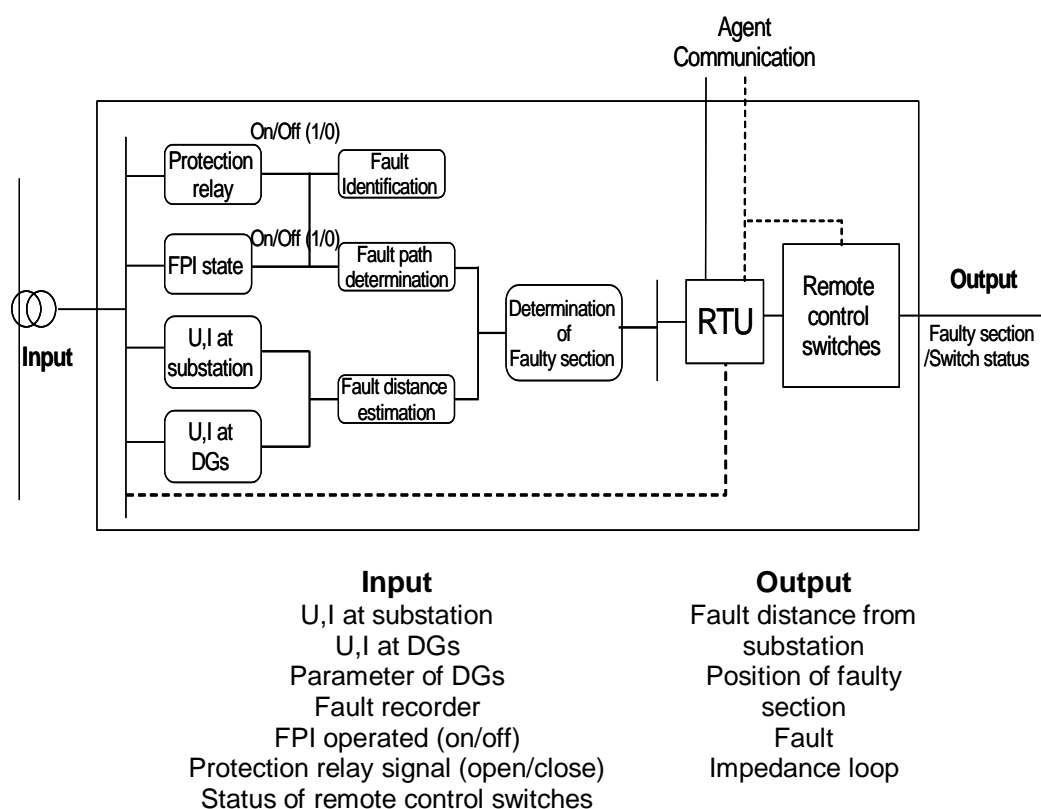 Agent
Communication
On/Off (1/0)
Protection
relay
Fault
Identification
On/Off (1/0)
FPI state
Fault path
determination
Input
U,I at
substation
Fault distance
estimation
U,I at
DGs
Determination
of
Faulty section
RTU
Remote
control
switches
Output
Faulty section
/Switch status
Input
U,I at substation
U,I at DGs
Parameter of DGs
Fault recorder
FPI operated (on/off)
Protection relay signal (open/close)
Status of remote control switches
Output
Fault distance from
substation
Position of faulty
section
Fault
Impedance loop